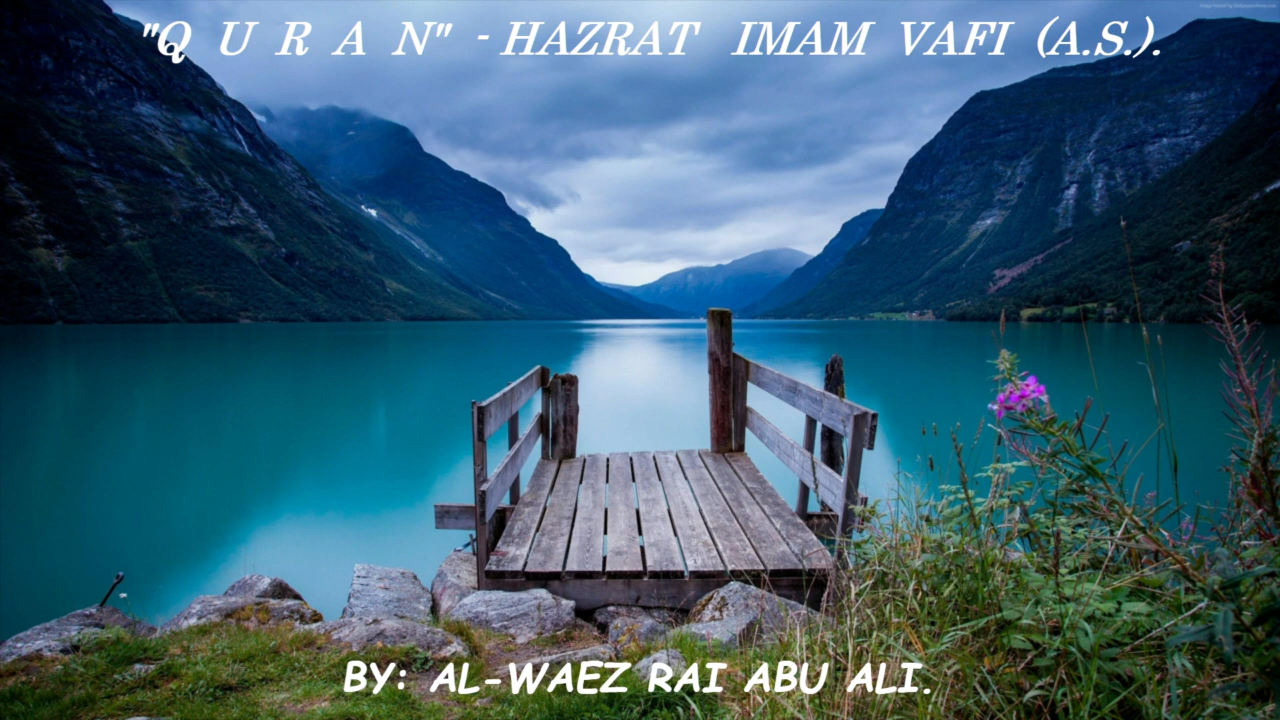 "Q U R A N" - HAZRAT IMAM VAFI (A.S.).
BY: AL-WAEZ RAI ABU ALI.